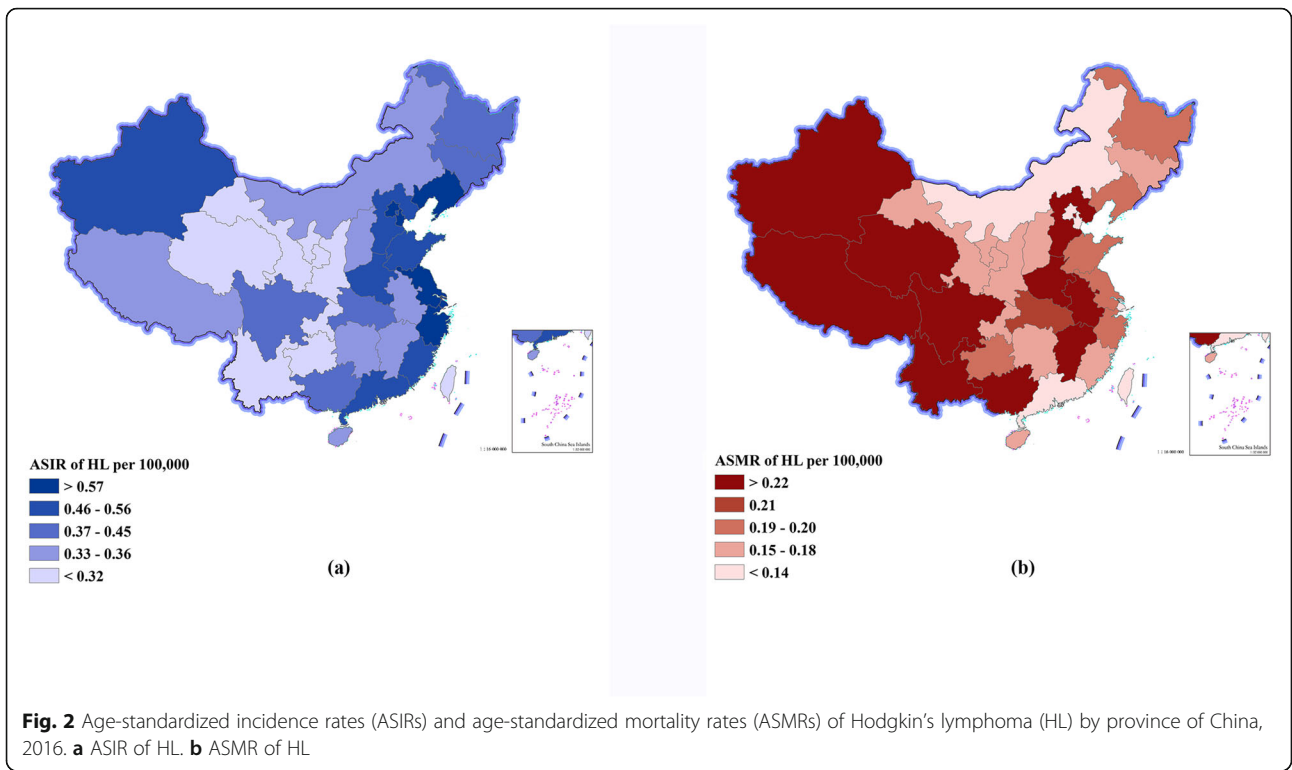 ASIR of HL per 100,000
> 0.57
0.46 - 0.56
0.37 - 0.45
0.33 - 0.36
< 0.32
(a)
South China Sea Islands
ASMR of HL per 100,000
> 0.22
0.21
0.19 - 0.20
0.15 - 0.18
< 0.14
(b)
South China Sea Islands
Fig. 2 Age-standardized incidence rates (ASIRs) and age-standardized mortality rates (ASMRs) of Hodgkin's lymphoma (HL) by province of China,
2016. a ASIR of HL. b ASMR of HL